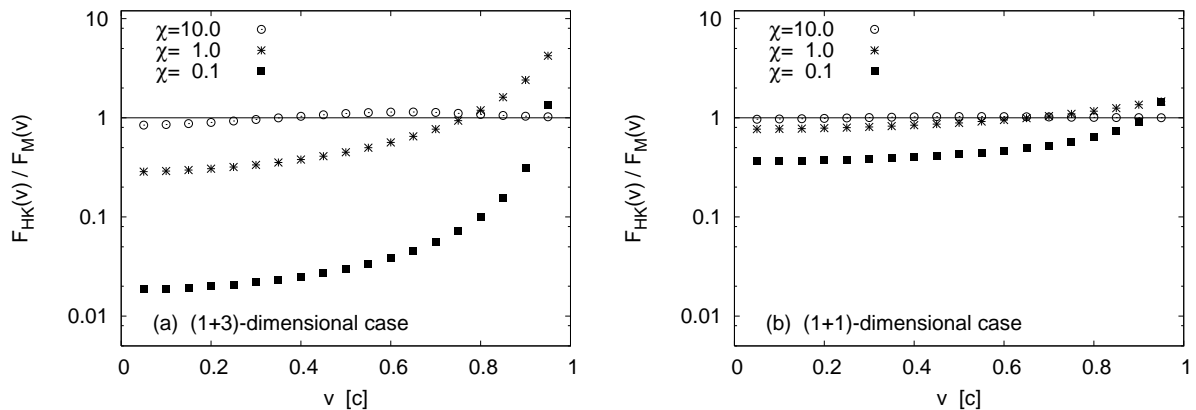 10
1
0.1
0.01
F_HK(v) / F_M(v)
χ=10.0
χ= 1.0
χ= 0.1
(a) (1+3)-dimensional case
0 0.2 0.4 0.6 0.8 1
v [c]
10
1
0.1
0.01
F_HK(v) / F_M(v)
χ=10.0
χ= 1.0
χ= 0.1
(b) (1+1)-dimensional case
0 0.2 0.4 0.6 0.8 1
v [c]